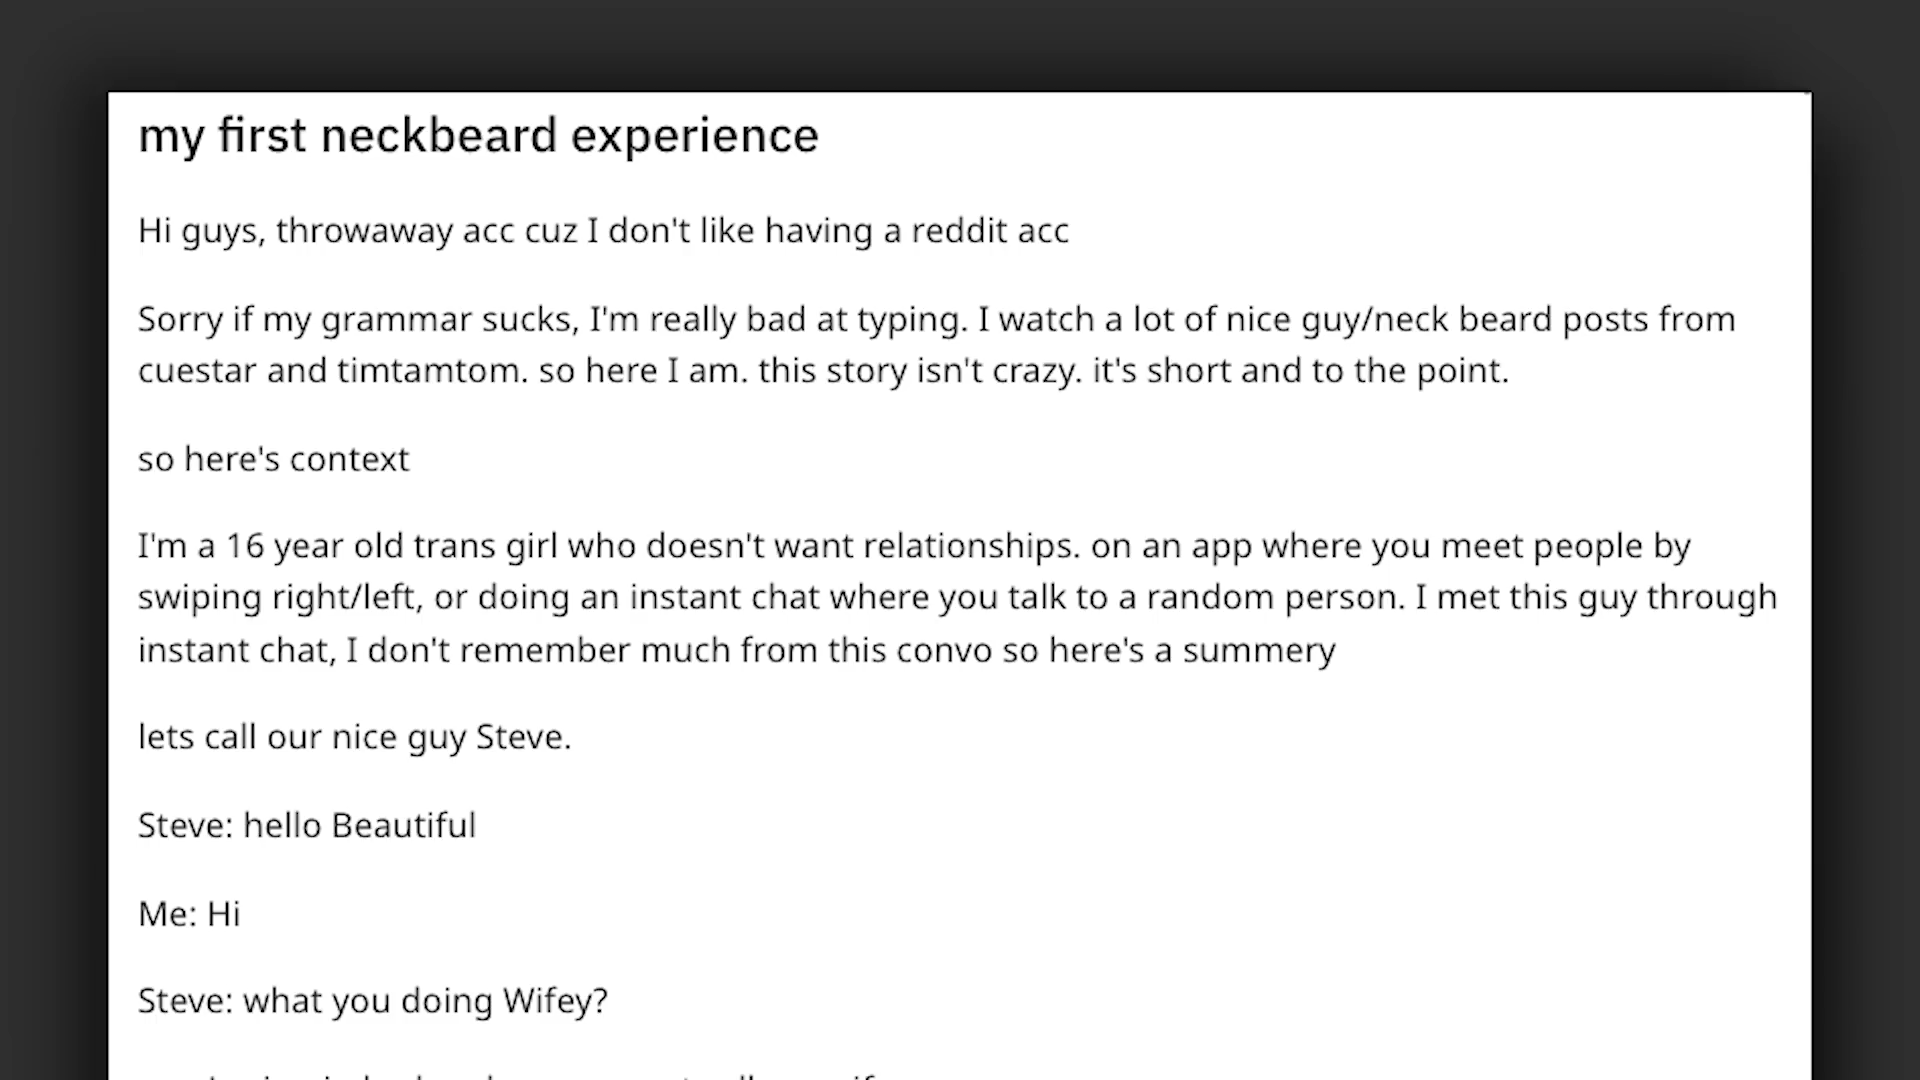 my first neckbeard experience
Hi guys, throwaway acc cuz I don't like having a reddit acc
Sorry if my grammar sucks, I'm really bad at typing. I watch a lot of nice guy/neck beard posts from
cuestar and timtamtom. so here I am. this story isn't crazy. it's short and to the point.
so here's context
I'm a 16 year old trans girl who doesn't want relationships. on an app where you meet people by
swiping right/left, or doing an instant chat where you talk to a random person. I met this guy through
instant chat, I don't remember much from this convo so here's a summery
lets call our nice guy Steve.
Steve: hello Beautiful
Me: Hi
Steve: what you doing Wifey?